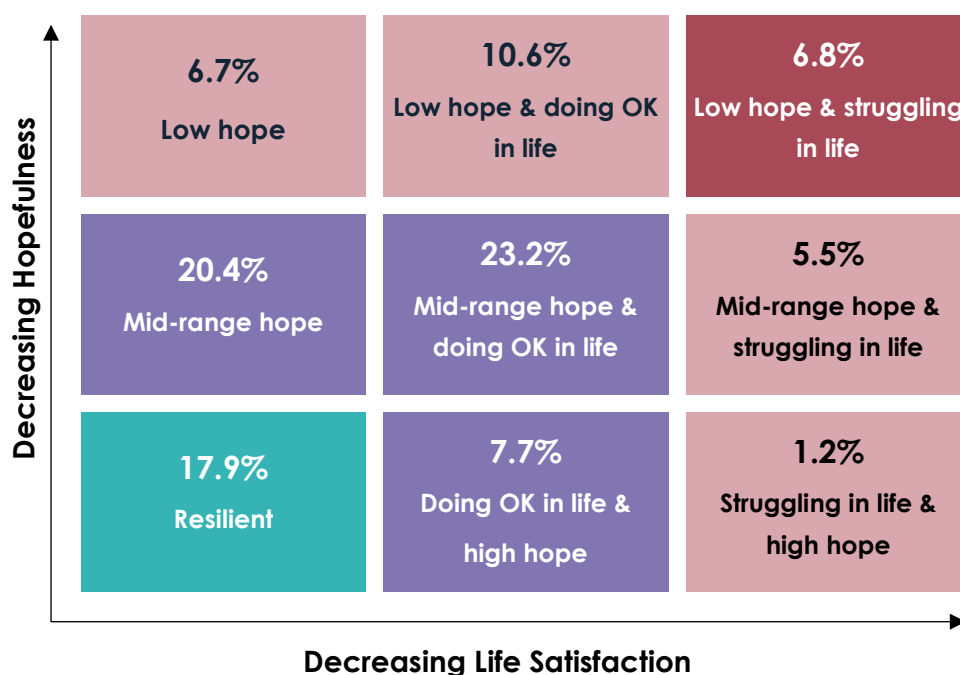 Decreasing Hopefulness
6.7%
Low hope
10.6%
Low hope & doing OK
in life
6.8%
Low hope & struggling
in life
20.4%
Mid-range hope
23.2%
Mid-range hope &
doing OK in life
5.5%
Mid-range hope &
struggling in life
17.9%
Resilient
7.7%
Doing OK in life &
high hope
1.2%
Struggling in life &
high hope
Decreasing Life Satisfaction